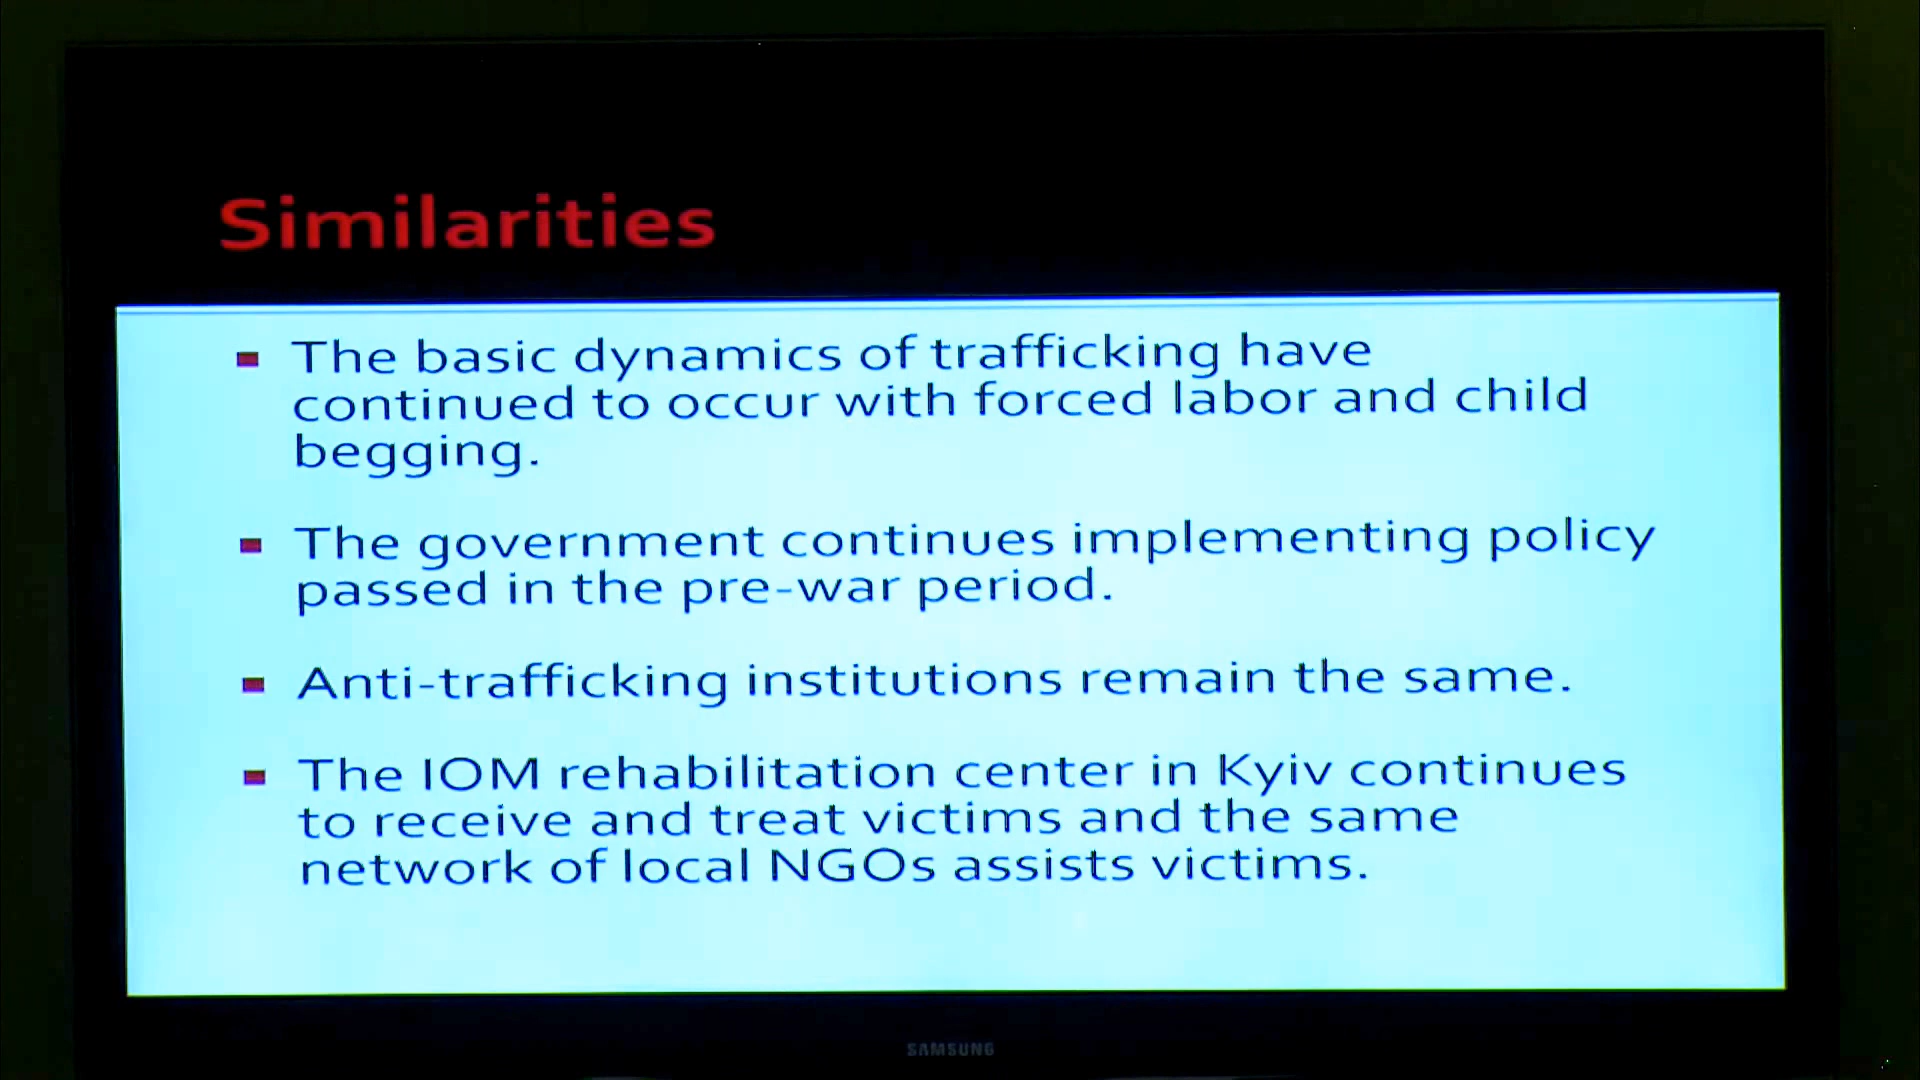 Similarities
The basic dynamics of trafficking have
continued to occur with forced labor and child
begging.
The government continues implementing policy
passed in the pre-war period.
Anti-trafficking institutions remain the same.
The IOM rehabilitation center in Kyiv continues
to receive and treat victims and the same
network of local NGOs assists victims.
SAMSUNG